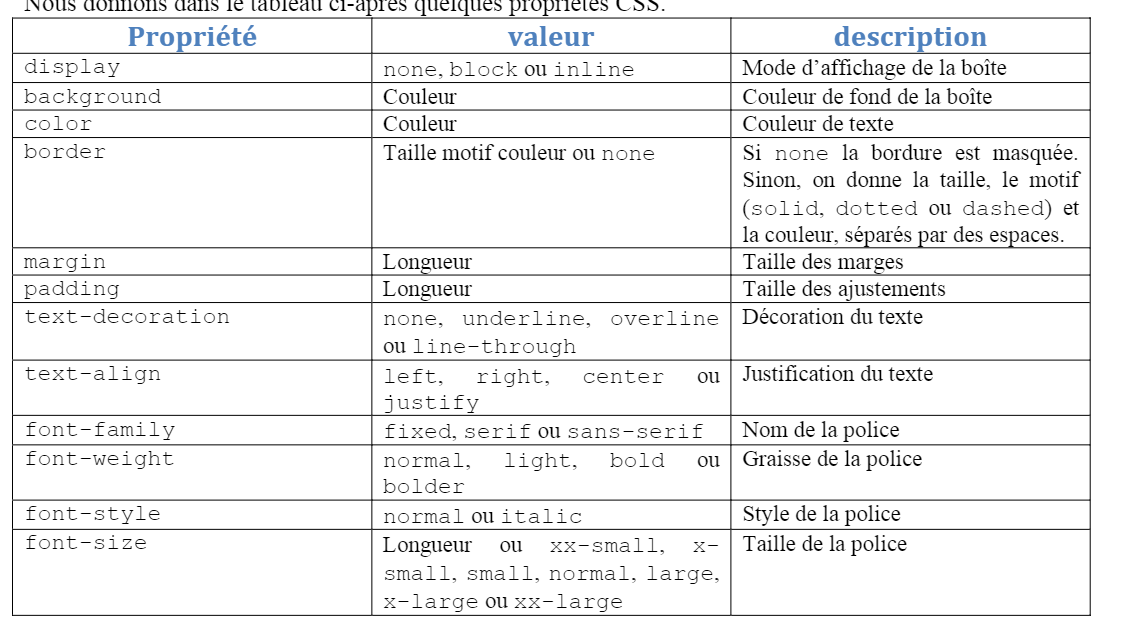 Nous donnons dans le tableau ci-après quelques propriétés CSS.
Propriété valeur description
display none, block ou inline Mode d'affichage de la boîte
background Couleur Couleur de fond de la boîte
color Couleur Couleur de texte
border Taille motif couleur ou none Si none la bordure est masquée.
Sinon, on donne la taille, le motif
(solid, dotted ou dashed) et
la couleur, séparés par des espaces.
margin Longueur Taille des marges
padding Longueur Taille des ajustements
text-decoration none, underline, overline Décoration du texte
ou line-through
text-align left, right, center ou Justification du texte
justify
font-family fixed, serif ou sans-serif Nom de la police
font-weight normal, light, bold ou Graisse de la police
bolder
font-style normal ou italic Style de la police
font-size Longueur ou xx-small, x- Taille de la police
small, small, normal, large,
x-large ou xx-large